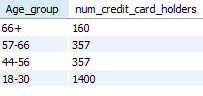 Age_group num_credit_card_holders
66+ 160
57-66 357
44-56 357
18-30 1400